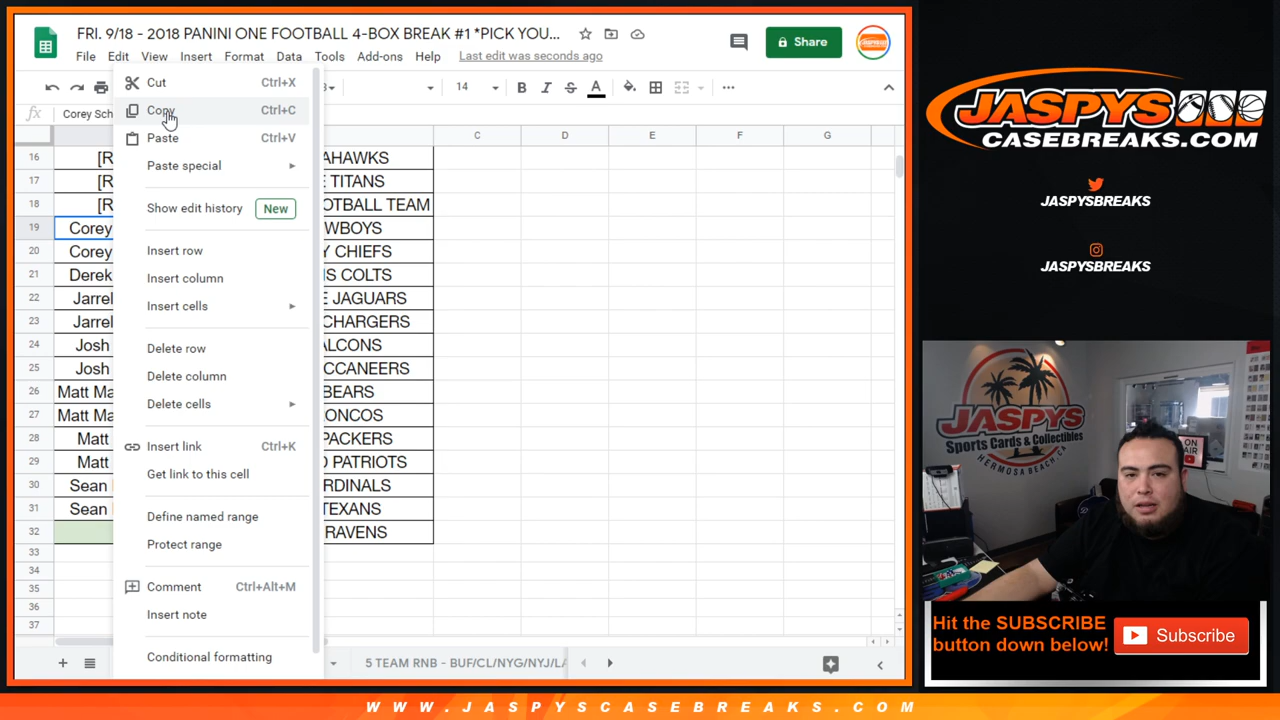 FRI. 9/18 - 2018 PANINI ONE FOOTBALL 4-BOX BREAK #1 *PICK YOU...
File Edit View Insert Format Data Tools Add-ons Help Last edit was seconds ago
Share
14 B I S A
fx Corey Sch
Cut Ctrl+X
Copy Ctrl+C
Paste Ctrl+V
Paste special
Show edit history New
Insert row
Insert column
Insert cells
Delete row
Delete column
Delete cells
Insert link Ctrl+K
Get link to this cell
Define named range
Protect range
Comment Ctrl+Alt+M
Insert note
Conditional formatting
C D E F G
16 [R AHAWKS
17 [R E TITANS
18 [R OTBALL TEAM
19 Corey WBOYS
20 Corey Y CHIEFS
21 Derek IS COLTS
22 Jarrel E JAGUARS
23 Jarrel CHARGERS
24 Josh ALCONS
25 Josh CCANEERS
26 Matt Ma BEARS
27 Matt Ma ONCOS
28 Matt PACKERS
29 Matt D PATRIOTS
30 Sean RDINALS
31 Sean TEXANS
32 RAVENS
33
34
35
36
37
5 TEAM RNB - BUF/CL/NYG/NYJ/LA
JASPYS
CASEBREAKS.COM
JASPYSBREAKS
JASPYSBREAKS
JASPYS
Sports Cards & Collectibles
HERMOSA BEACH, CA
ON AIR
Hit the SUBSCRIBE
button down below!
Subscribe
WWW.JASPYSCASEBREAKS.COM